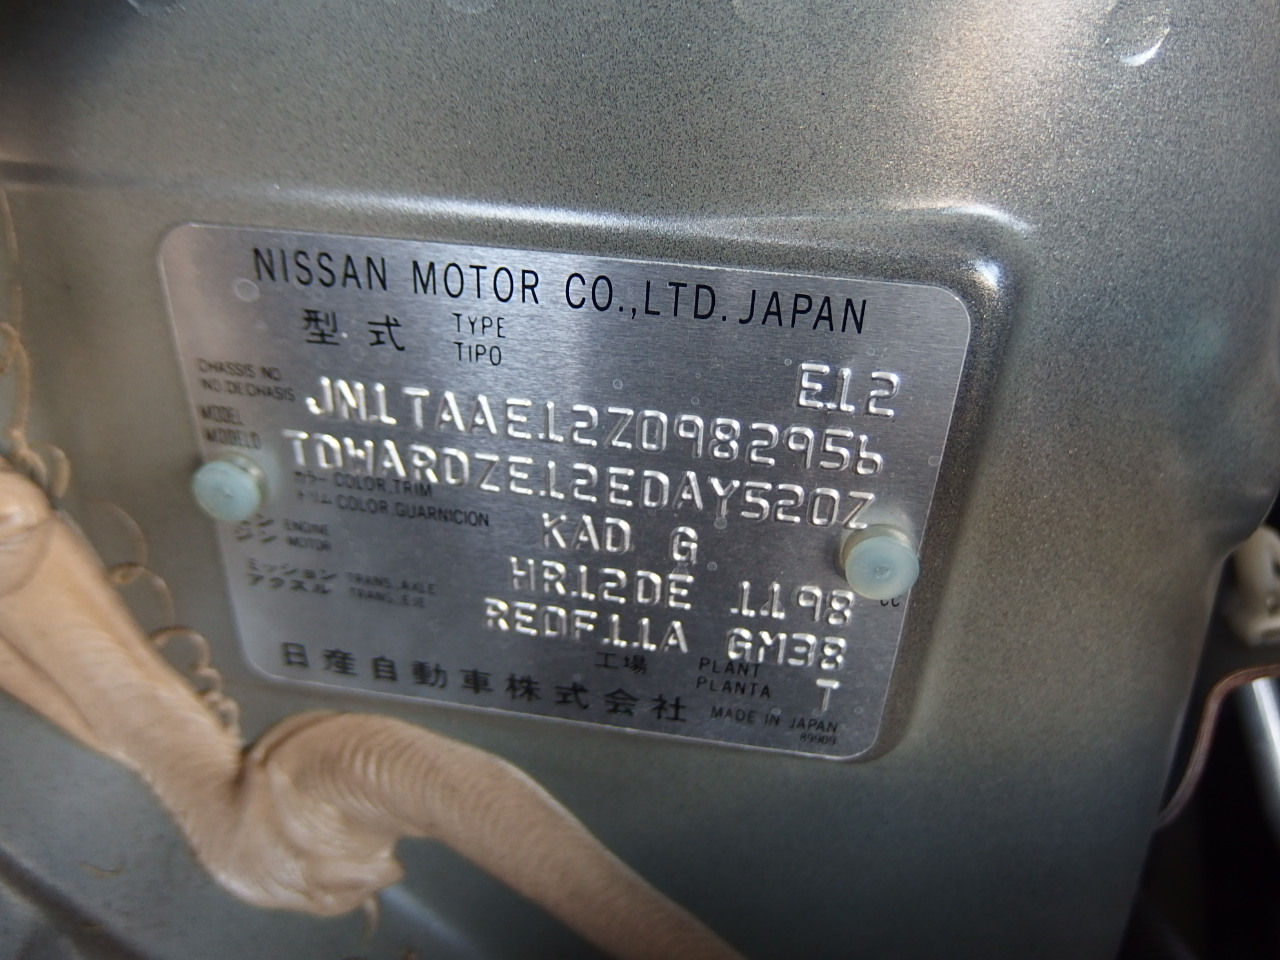 NISSAN MOTOR CO.,LTD. JAPAN
型式 TYPE TIPO E12
CHASSIS NO
NO.DE CHASIS JN1TAAE12Z0982956
MODEL
MODELO TDWARDZE12EDAY520Z
カラー COLOR,TRIM
トリム COLOR,GUARNICION KAD G
エンジン ENGINE MOTOR HR12DE 1198 CC
ミッション TRANS.,AXLE
アクスル TRANS.,EJE RE0F11A GM38
工場 PLANT PLANTA T
日産自動車株式会社 MADE IN JAPAN
89909